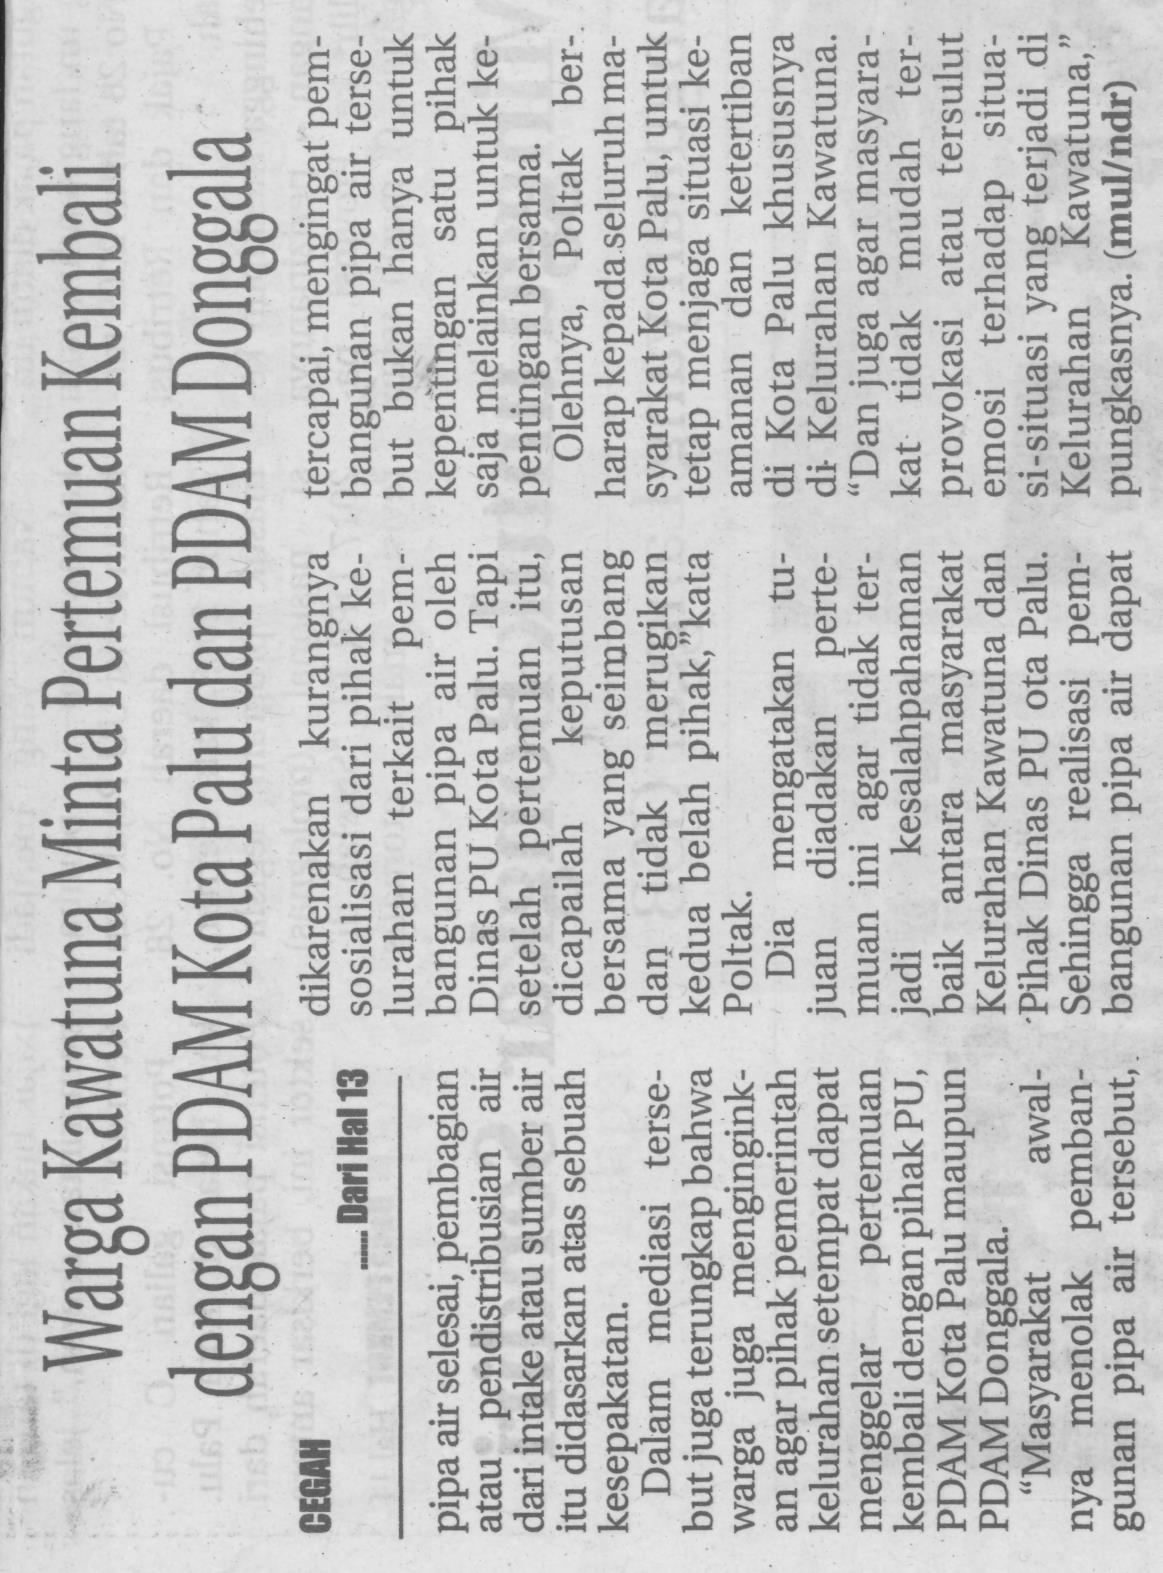 Warga Kawatuna Minta Pertemuan Kembali
dengan PDAM Kota Palu dan PDAM Donggala
CEGAH
...... Dari Hal 13
pipa air selesai, pembagian
atau pendistribusian air
dari intake atau sumber air
itu didasarkan atas sebuah
kesepakatan.
Dalam mediasi terse-
but juga terungkap bahwa
warga juga mengingink-
an agar pihak pemerintah
kelurahan setempat dapat
menggelar pertemuan
kembali dengan pihak PU,
PDAM Kota Palu maupun
PDAM Donggala.
“Masyarakat awal-
nya menolak pemban-
gunan pipa air tersebut,
dikarenakan kurangnya
sosialisasi dari pihak ke-
lurahan terkait pem-
bangunan pipa air oleh
Dinas PU Kota Palu. Tapi
setelah pertemuan itu,
dicapailah keputusan
bersama yang seimbang
dan tidak merugikan
kedua belah pihak,”kata
Poltak.
Dia mengatakan tu-
juan diadakan perte-
muan ini agar tidak ter-
jadi kesalahpahaman
baik antara masyarakat
Kelurahan Kawatuna dan
Pihak Dinas PU ota Palu.
Sehingga realisasi pem-
bangunan pipa air dapat
tercapai, mengingat pem-
bangunan pipa air terse-
but bukan hanya untuk
kepentingan satu pihak
saja melainkan untuk ke-
pentingan bersama.
Olehnya, Poltak ber-
harap kepada seluruh ma-
syarakat Kota Palu, untuk
tetap menjaga situasi ke-
amanan dan ketertiban
di Kota Palu khususnya
di Kelurahan Kawatuna.
“Dan juga agar masyara-
kat tidak mudah ter-
provokasi atau tersulut
emosi terhadap situa-
si-situasi yang terjadi di
Kelurahan Kawatuna,”
pungkasnya. (mul/ndr)